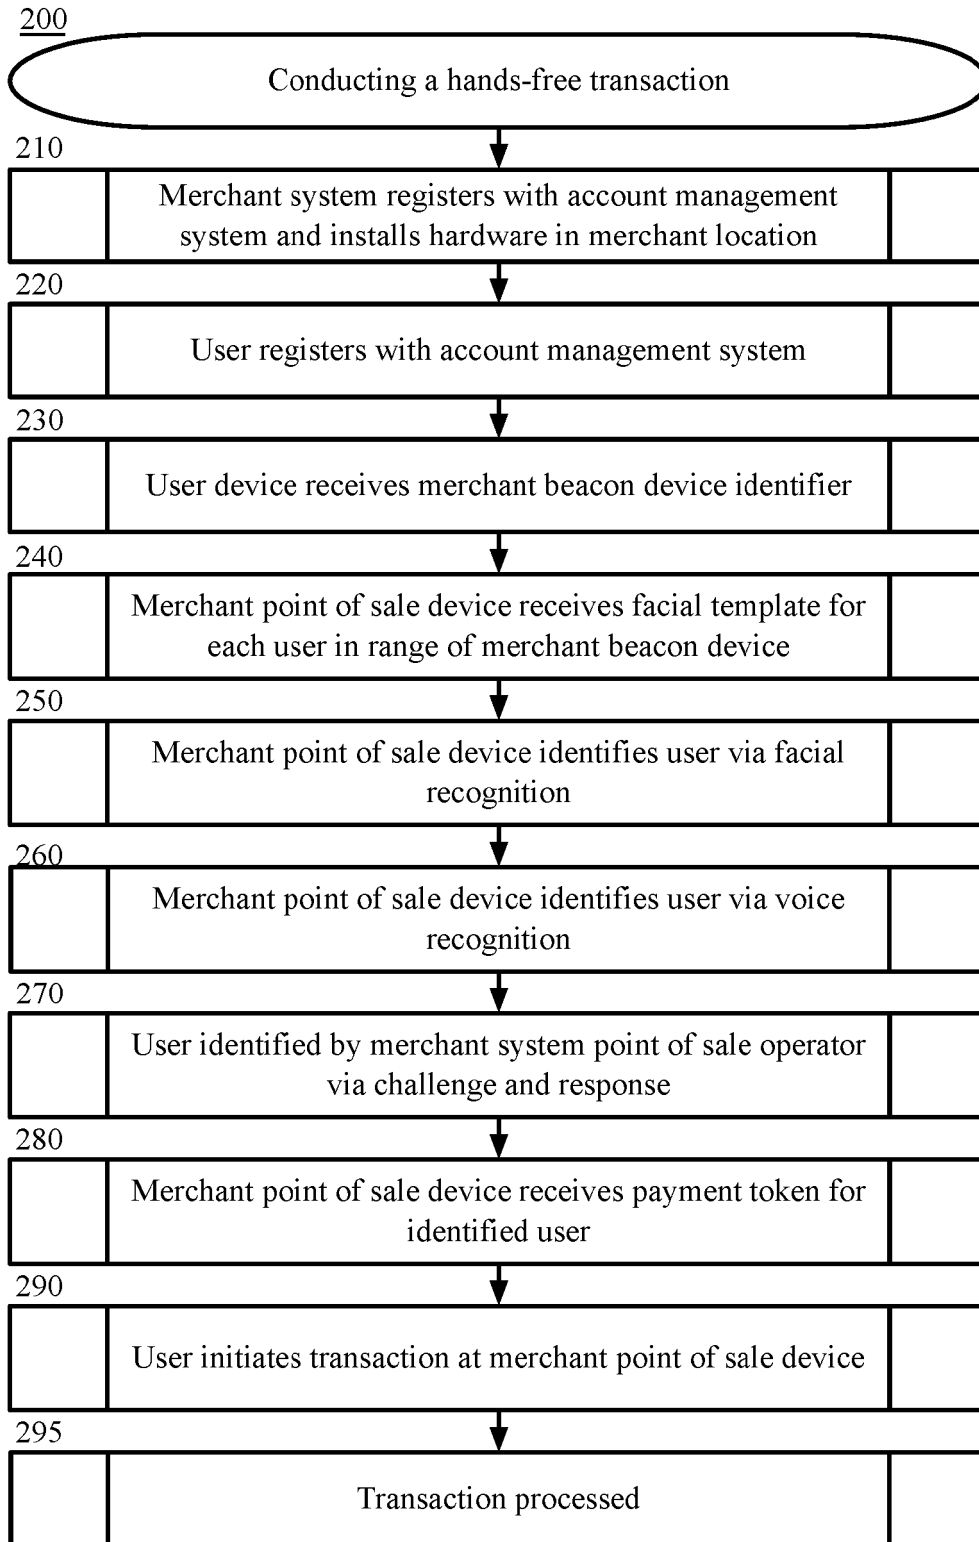 200
Conducting a hands-free transaction
210
Merchant system registers with account management
system and installs hardware in merchant location
220
User registers with account management system
230
User device receives merchant beacon device identifier
240
Merchant point of sale device receives facial template for
each user in range of merchant beacon device
250
Merchant point of sale device identifies user via facial
recognition
260
Merchant point of sale device identifies user via voice
recognition
270
User identified by merchant system point of sale operator
via challenge and response
280
Merchant point of sale device receives payment token for
identified user
290
User initiates transaction at merchant point of sale device
295
Transaction processed